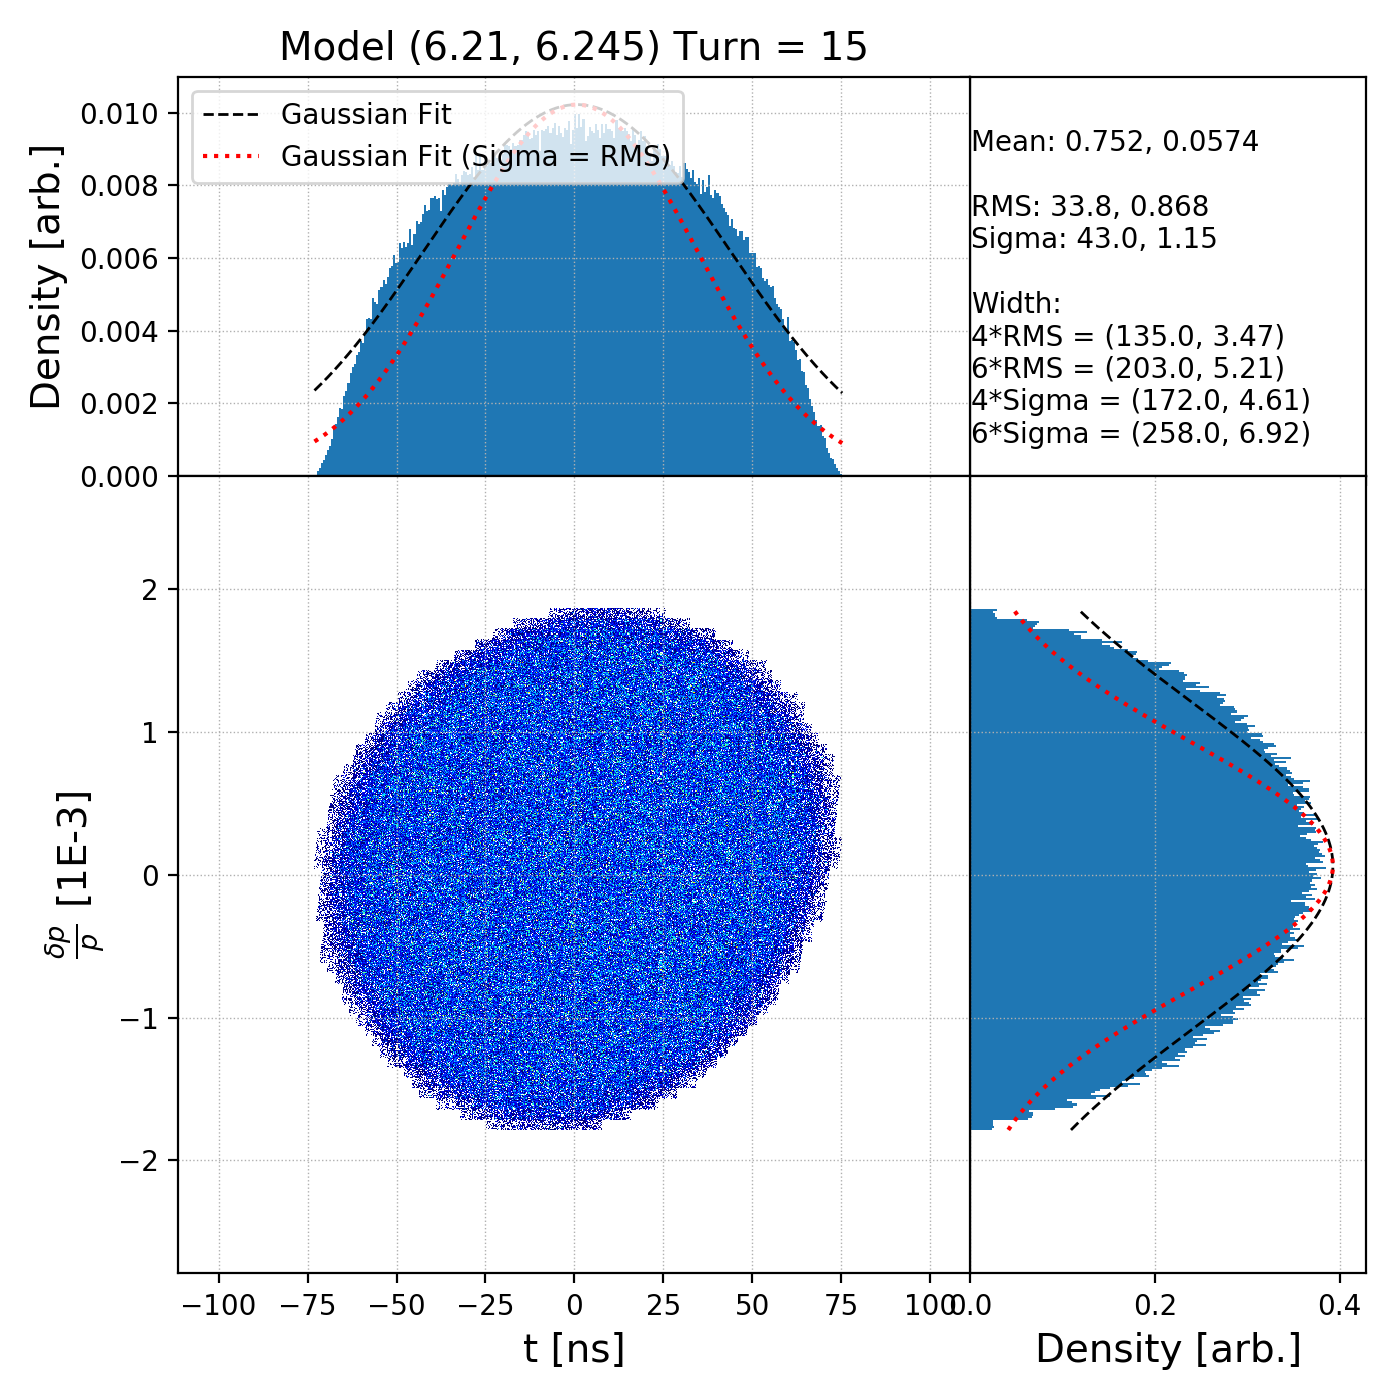 Model (6.21, 6.245) Turn = 15
Density [arb.]
0.010
0.008
0.006
0.004
0.002
0.000
Gaussian Fit
Gaussian Fit (Sigma = RMS)
Mean: 0.752, 0.0574
RMS: 33.8, 0.868
Sigma: 43.0, 1.15
Width:
4*RMS = (135.0, 3.47)
6*RMS = (203.0, 5.21)
4*Sigma = (172.0, 4.61)
6*Sigma = (258.0, 6.92)
δp/p [1E-3]
2
1
0
−1
−2
−100 −75 −50 −25 0 25 50 75 100
t [ns]
0.0 0.2 0.4
Density [arb.]